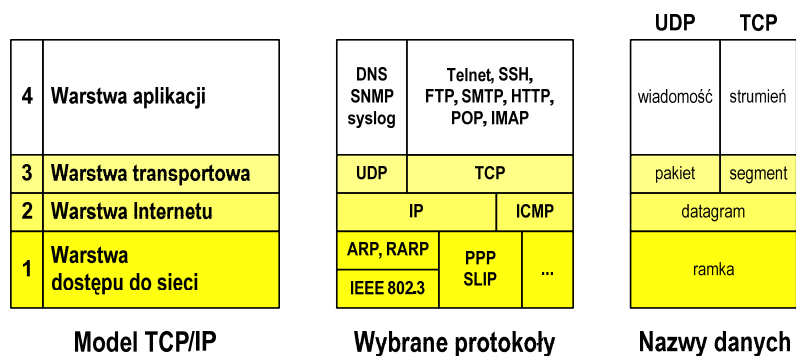 UDP TCP
4 Warstwa aplikacji
DNS
SNMP
syslog
Telnet, SSH,
FTP, SMTP, HTTP,
POP, IMAP
wiadomość strumień
3 Warstwa transportowa
UDP TCP
pakiet segment
2 Warstwa Internetu
IP ICMP
datagram
1 Warstwa
dostępu do sieci
ARP, RARP
IEEE 802.3
PPP
SLIP
...
ramka
Model TCP/IP
Wybrane protokoły
Nazwy danych